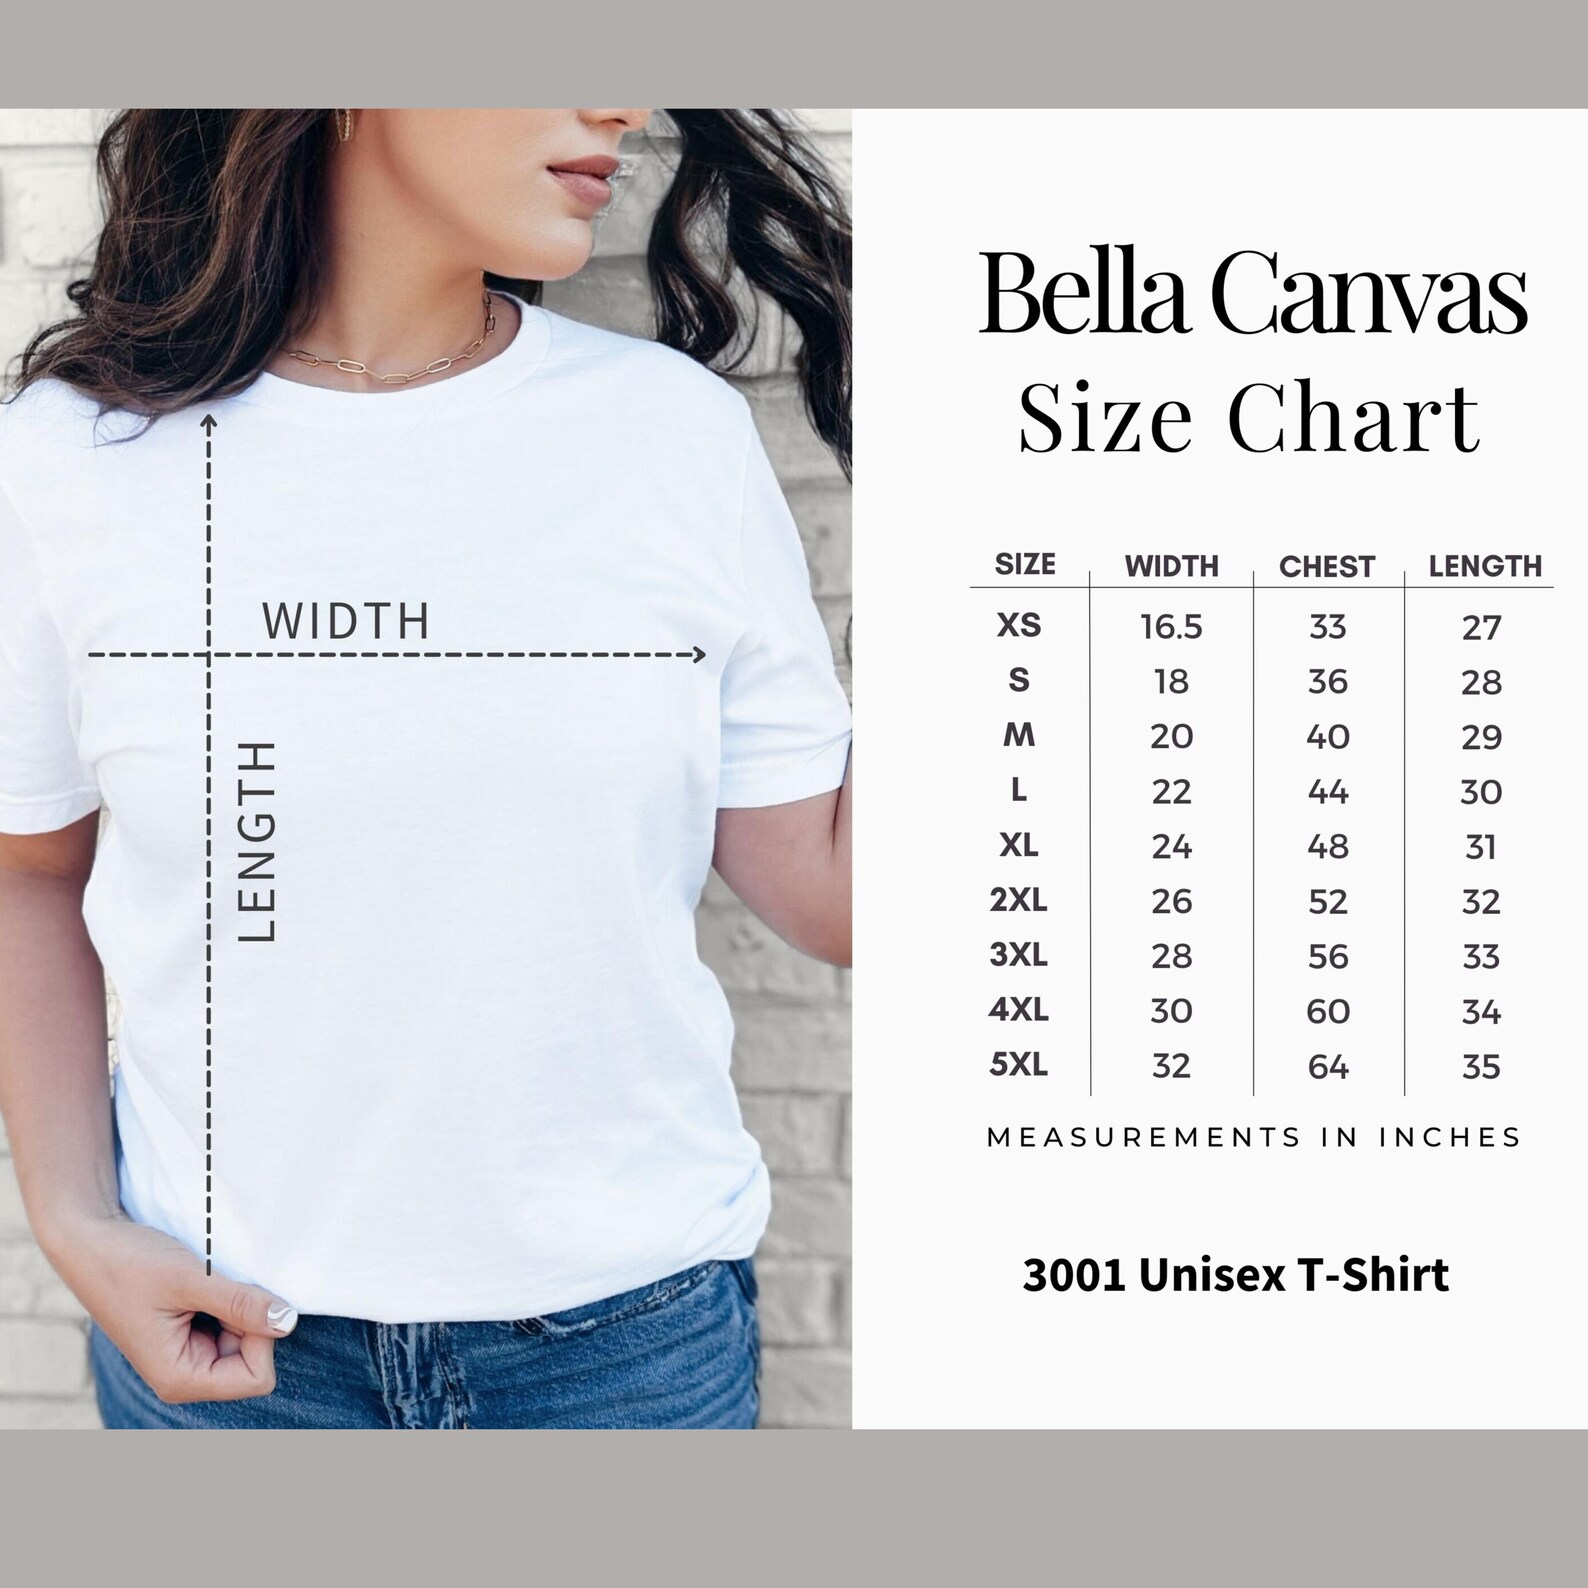 Bella Canvas
Size Chart
WIDTH
LENGTH
SIZE WIDTH CHEST LENGTH
XS 16.5 33 27
S 18 36 28
M 20 40 29
L 22 44 30
XL 24 48 31
2XL 26 52 32
3XL 28 56 33
4XL 30 60 34
5XL 32 64 35
MEASUREMENTS IN INCHES
3001 Unisex T-Shirt